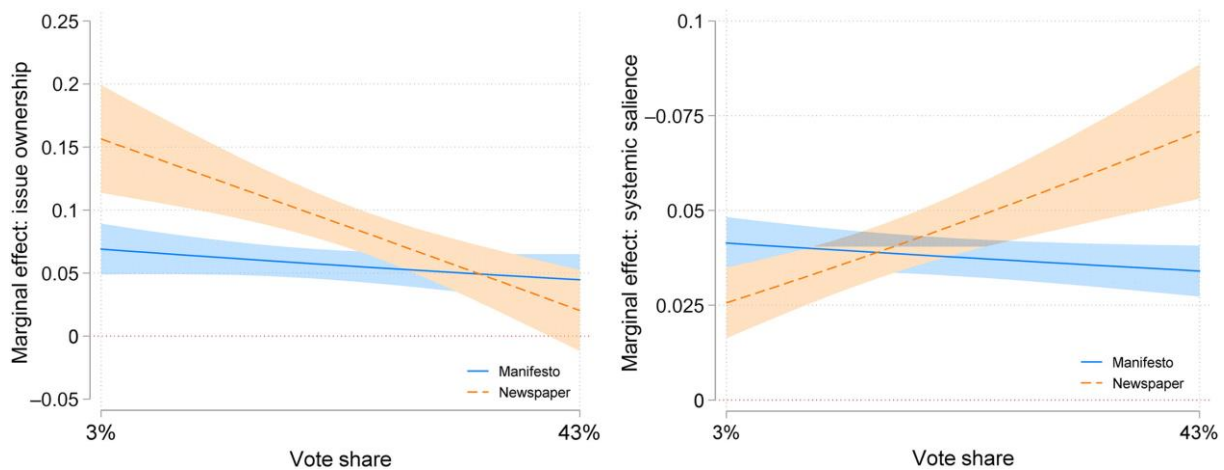 Marginal effect: issue ownership
0.25
0.2
0.15
0.1
0.05
0
–0.05
Manifesto
Newspaper
3%
43%
Vote share
Marginal effect: systemic salience
0.1
–0.075
0.05
0.025
0
Manifesto
Newspaper
3%
43%
Vote share